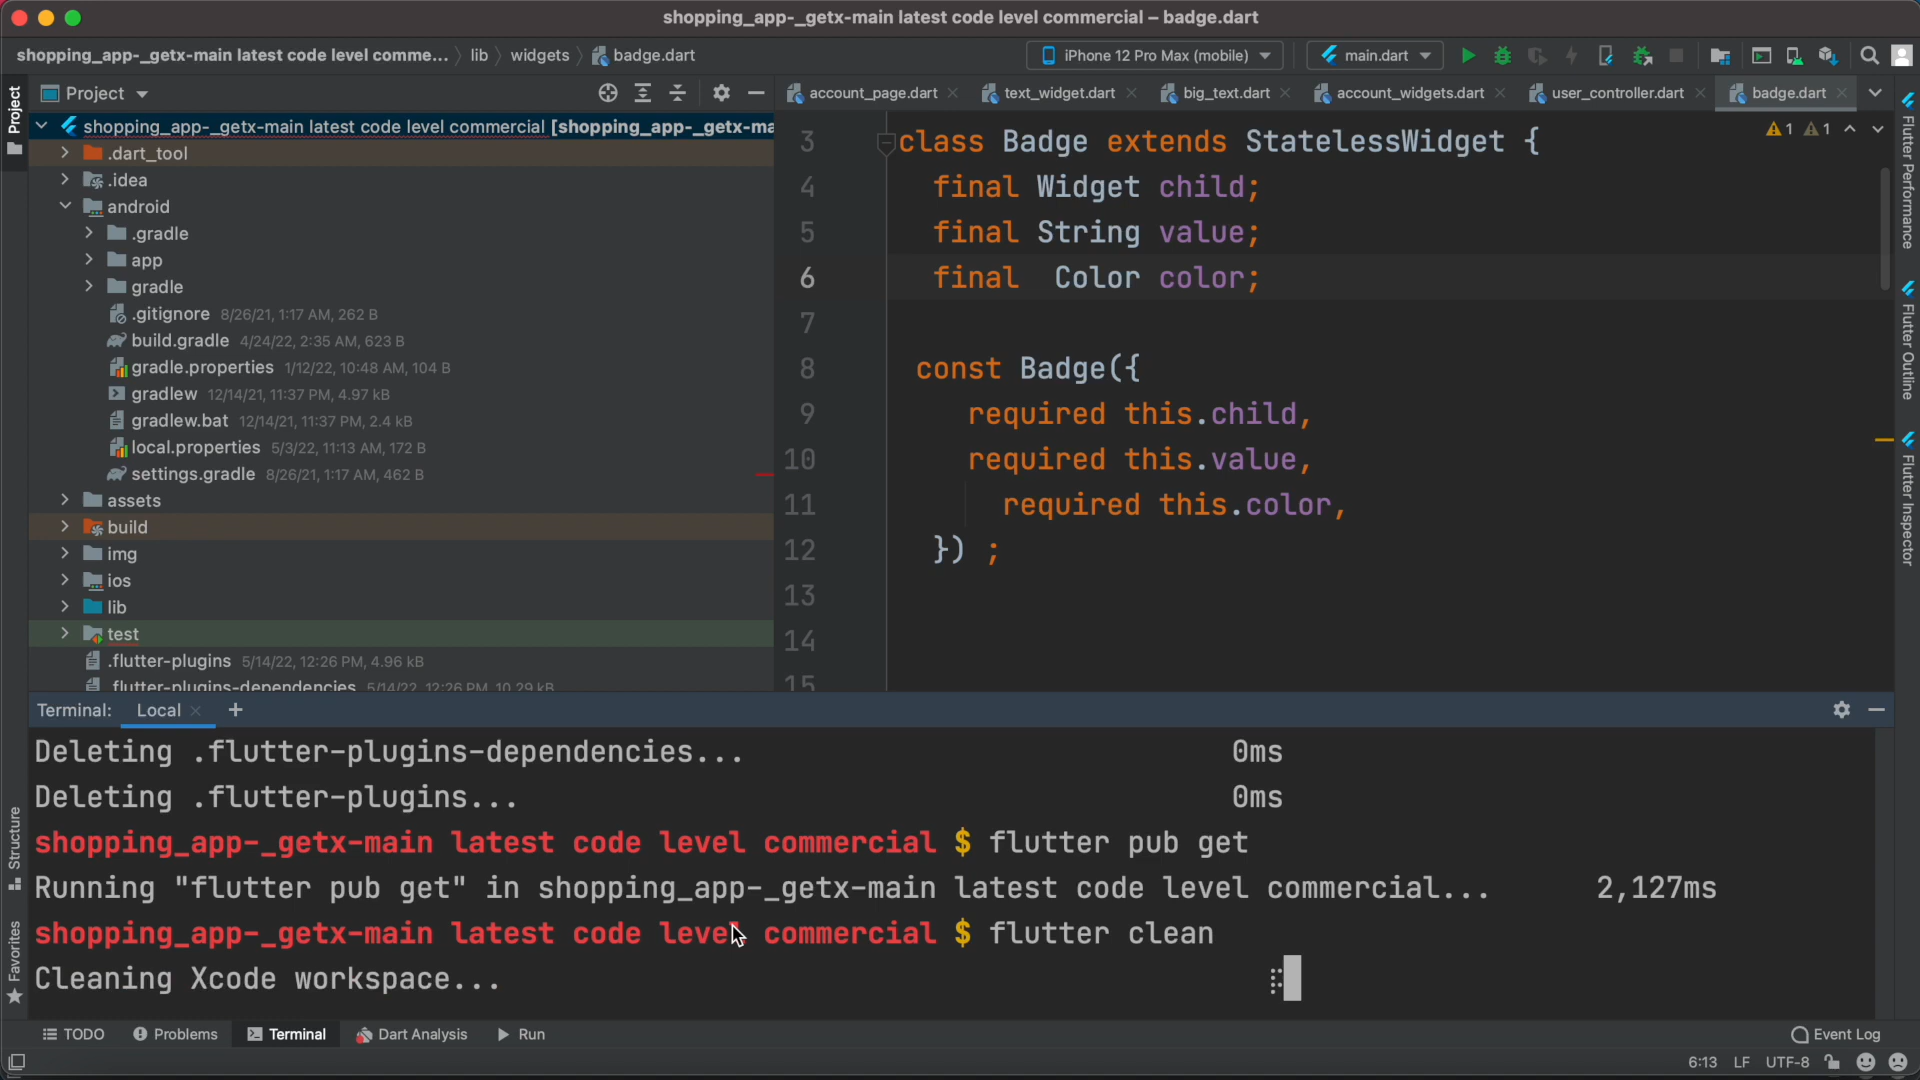 shopping_app-_getx-main latest code level commercial – badge.dart
shopping_app-_getx-main latest code level comme... lib widgets badge.dart
iPhone 12 Pro Max (mobile) main.dart
Project
account_page.dart text_widget.dart big_text.dart account_widgets.dart user_controller.dart badge.dart
shopping_app-_getx-main latest code level commercial [shopping_app-_getx-ma
.dart_tool
.idea
android
.gradle
app
gradle
.gitignore 8/26/21, 1:17 AM, 262 B
build.gradle 4/24/22, 2:35 AM, 623 B
gradle.properties 1/12/22, 10:48 AM, 104 B
gradlew 12/14/21, 11:37 PM, 4.97 kB
gradlew.bat 12/14/21, 11:37 PM, 2.4 kB
local.properties 5/3/22, 11:13 AM, 172 B
settings.gradle 8/26/21, 1:17 AM, 462 B
assets
build
img
ios
lib
test
.flutter-plugins 5/14/22, 12:26 PM, 4.96 kB
.flutter-plugins-dependencies 5/14/22, 12:26 PM, 10.29 kB
1 1
3 class Badge extends StatelessWidget {
4 final Widget child;
5 final String value;
6 final  Color color;
7
8 const Badge({
9 required this.child,
10 required this.value,
11 required this.color,
12 }) ;
13
14
15
Project
Structure
Favorites
Flutter Performance
Flutter Outline
Flutter Inspector
Terminal: Local +
Deleting .flutter-plugins-dependencies... 0ms
Deleting .flutter-plugins... 0ms
shopping_app-_getx-main latest code level commercial $ flutter pub get
Running "flutter pub get" in shopping_app-_getx-main latest code level commercial... 2,127ms
shopping_app-_getx-main latest code level commercial $ flutter clean
Cleaning Xcode workspace...
TODO Problems Terminal Dart Analysis Run Event Log
6:13 LF UTF-8